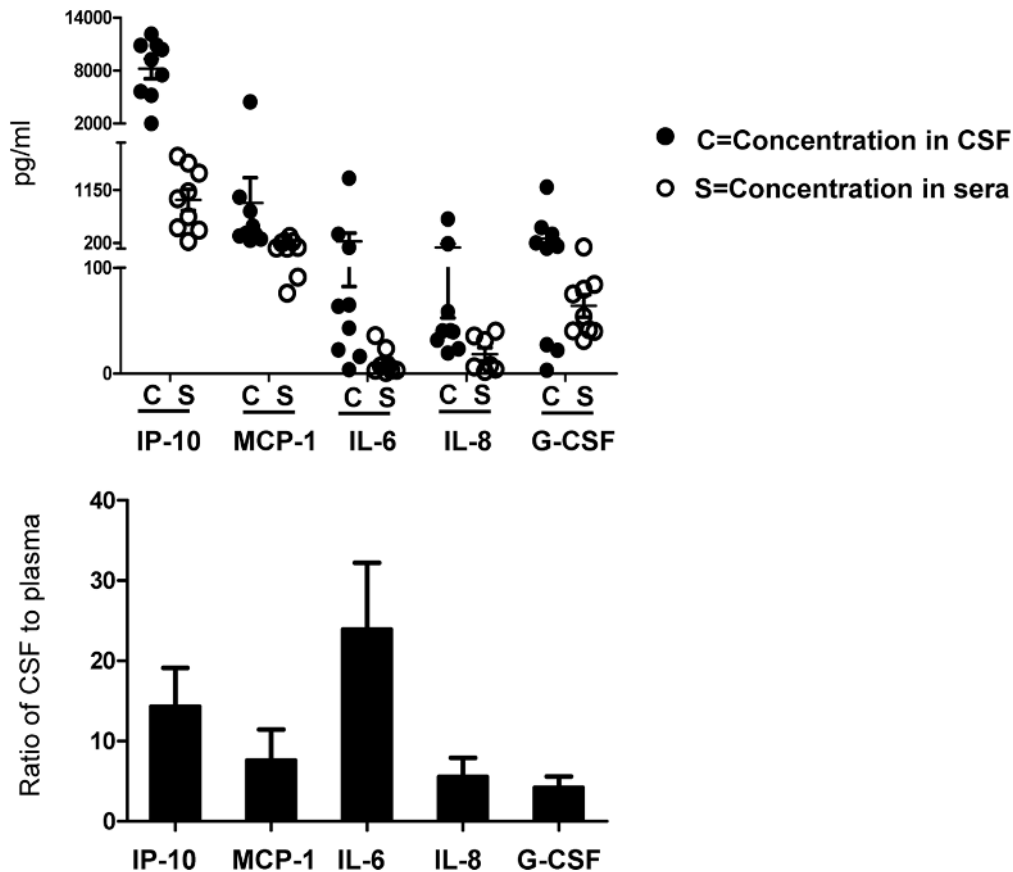 14000
8000
2000
1150
200
100
0
pg/ml
C=Concentration in CSF
S=Concentration in sera
C S C S C S C S C S
IP-10 MCP-1 IL-6 IL-8 G-CSF
40
30
20
10
0
Ratio of CSF to plasma
IP-10 MCP-1 IL-6 IL-8 G-CSF